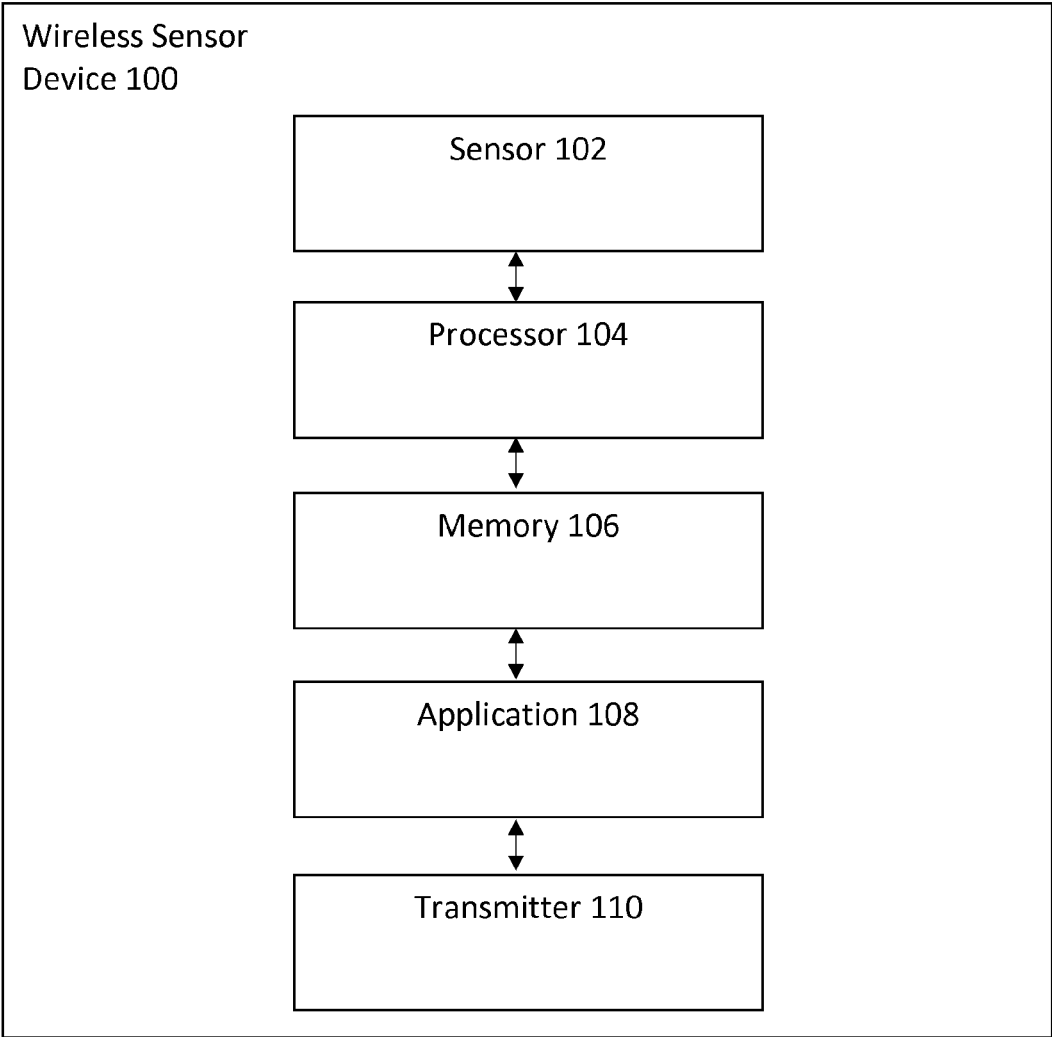 Wireless Sensor
Device 100
Sensor 102
Processor 104
Memory 106
Application 108
Transmitter 110